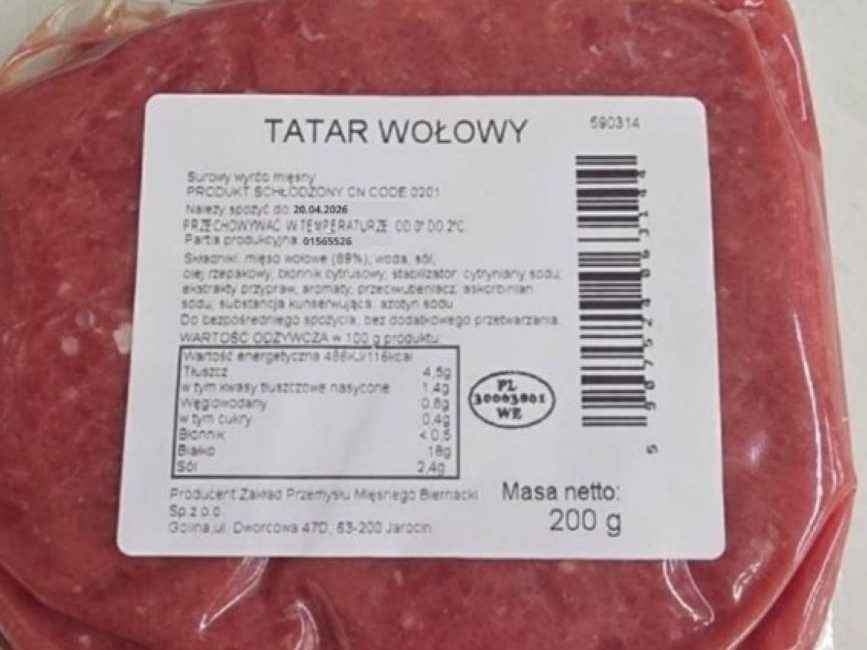 TATAR WOŁOWY
590314
Surowy wyrób mięsny
PRODUKT SCHŁODZONY CN CODE 0201
Należy spożyć do: 20.04.2026
PRZECHOWYWAĆ W TEMPERATURZE OD 0° DO 2°C
Partia produkcyjna 01565526
Składniki: mięso wołowe (89%), woda, sól,
olej rzepakowy, błonnik cytrusowy, stabilizator: cytryniany sodu,
ekstrakty przypraw, aromaty, przeciwutleniacz: askorbinian
sodu, substancja konserwująca: azotyn sodu.
Do bezpośredniego spożycia, bez dodatkowego przetwarzania.
WARTOŚĆ ODŻYWCZA w 100 g produktu
Wartość energetyczna 486kJ/116kcal
Tłuszcz 4,5g
w tym kwasy tłuszczowe nasycone 1,4g
Węglowodany 0,8g
w tym cukry 0,4g
Błonnik < 0,5
Białko 18g
Sól 2,4g
PL
30063801
WE
Producent Zakład Przemysłu Mięsnego Biernacki
Sp.z o.o.
Golina,ul. Dworcowa 47D, 63-200 Jarocin
Masa netto:
200 g